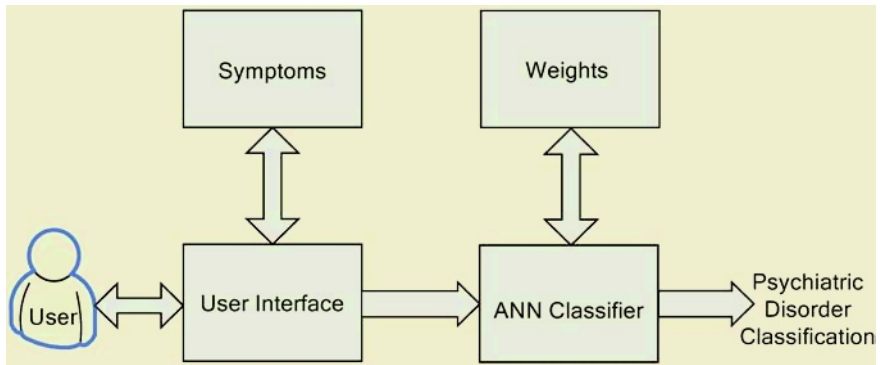 Symptoms
Weights
User
User Interface
ANN Classifier
Psychiatric
Disorder
Classification